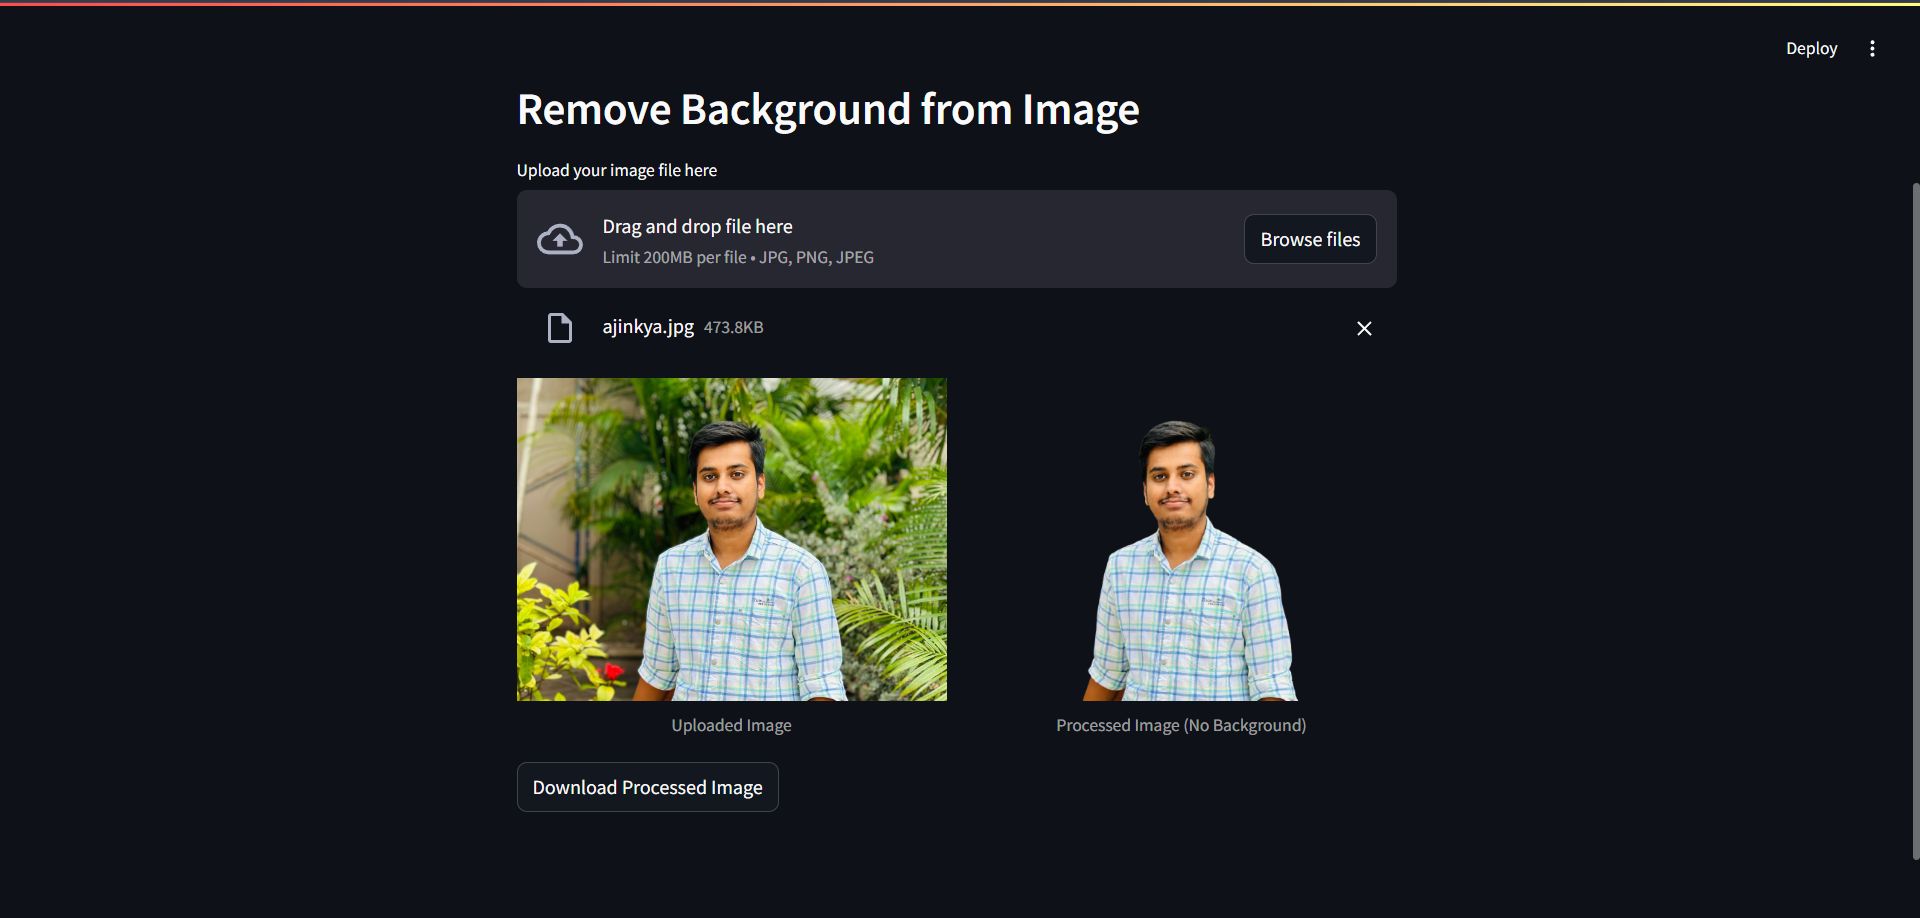 Deploy
Remove Background from Image
Upload your image file here
Drag and drop file here
Browse files
Limit 200MB per file • JPG, PNG, JPEG
ajinkya.jpg 473.8KB
Uploaded Image
Processed Image (No Background)
Download Processed Image